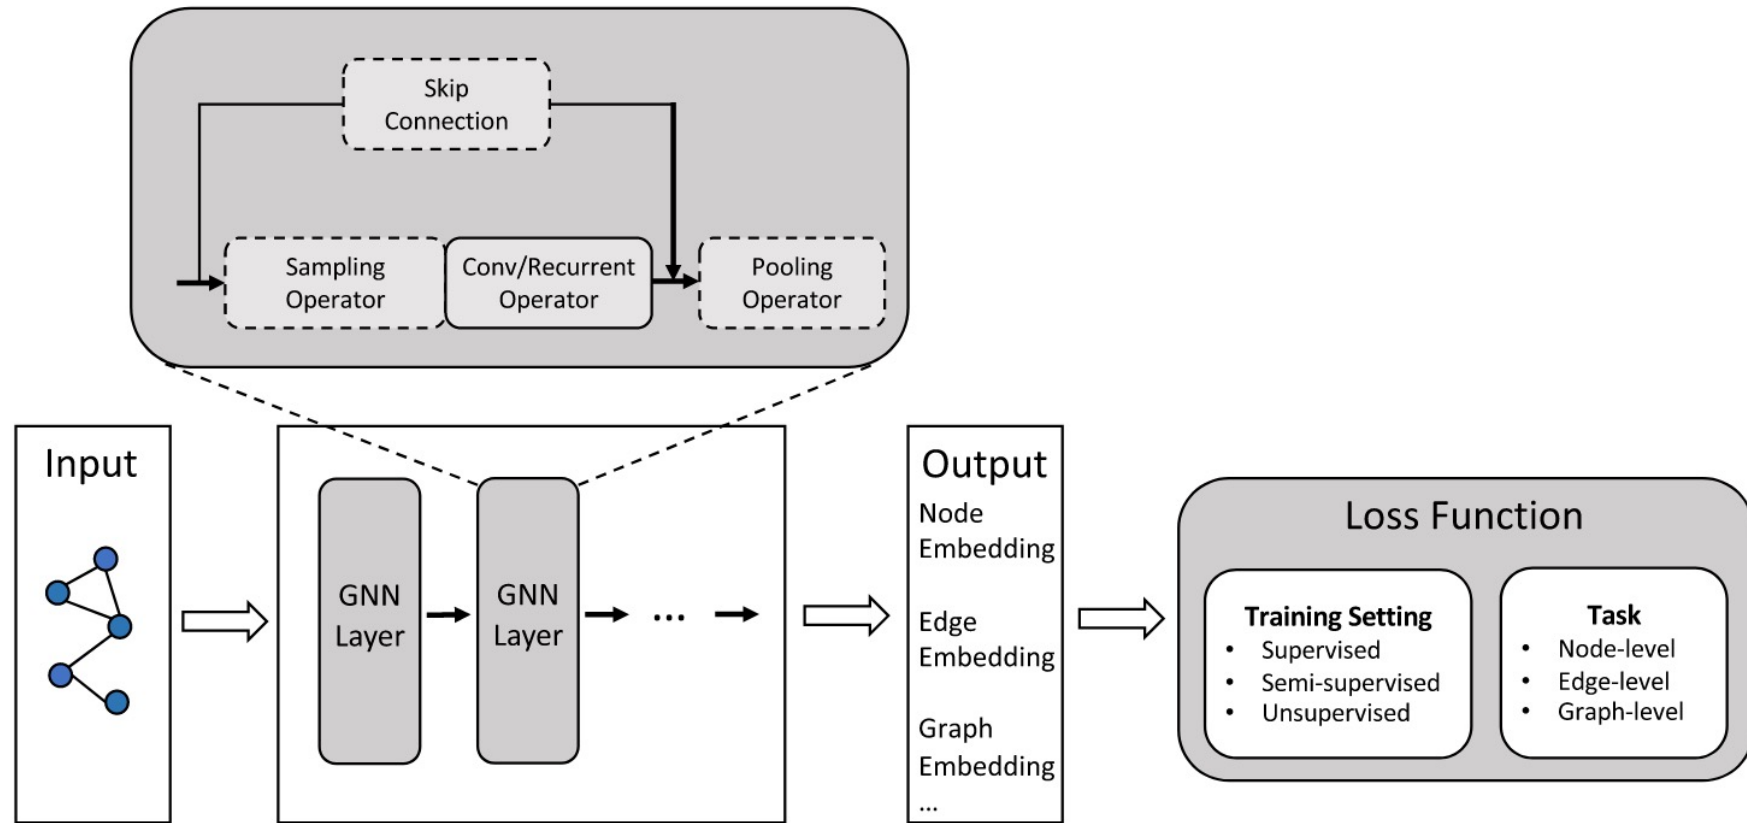 Skip
Connection
Sampling
Operator
Conv/Recurrent
Operator
Pooling
Operator
Input
GNN
Layer
GNN
Layer
...
Output
Node
Embedding
Edge
Embedding
Graph
Embedding
...
Loss Function
Training Setting
• Supervised
• Semi-supervised
• Unsupervised
Task
• Node-level
• Edge-level
• Graph-level